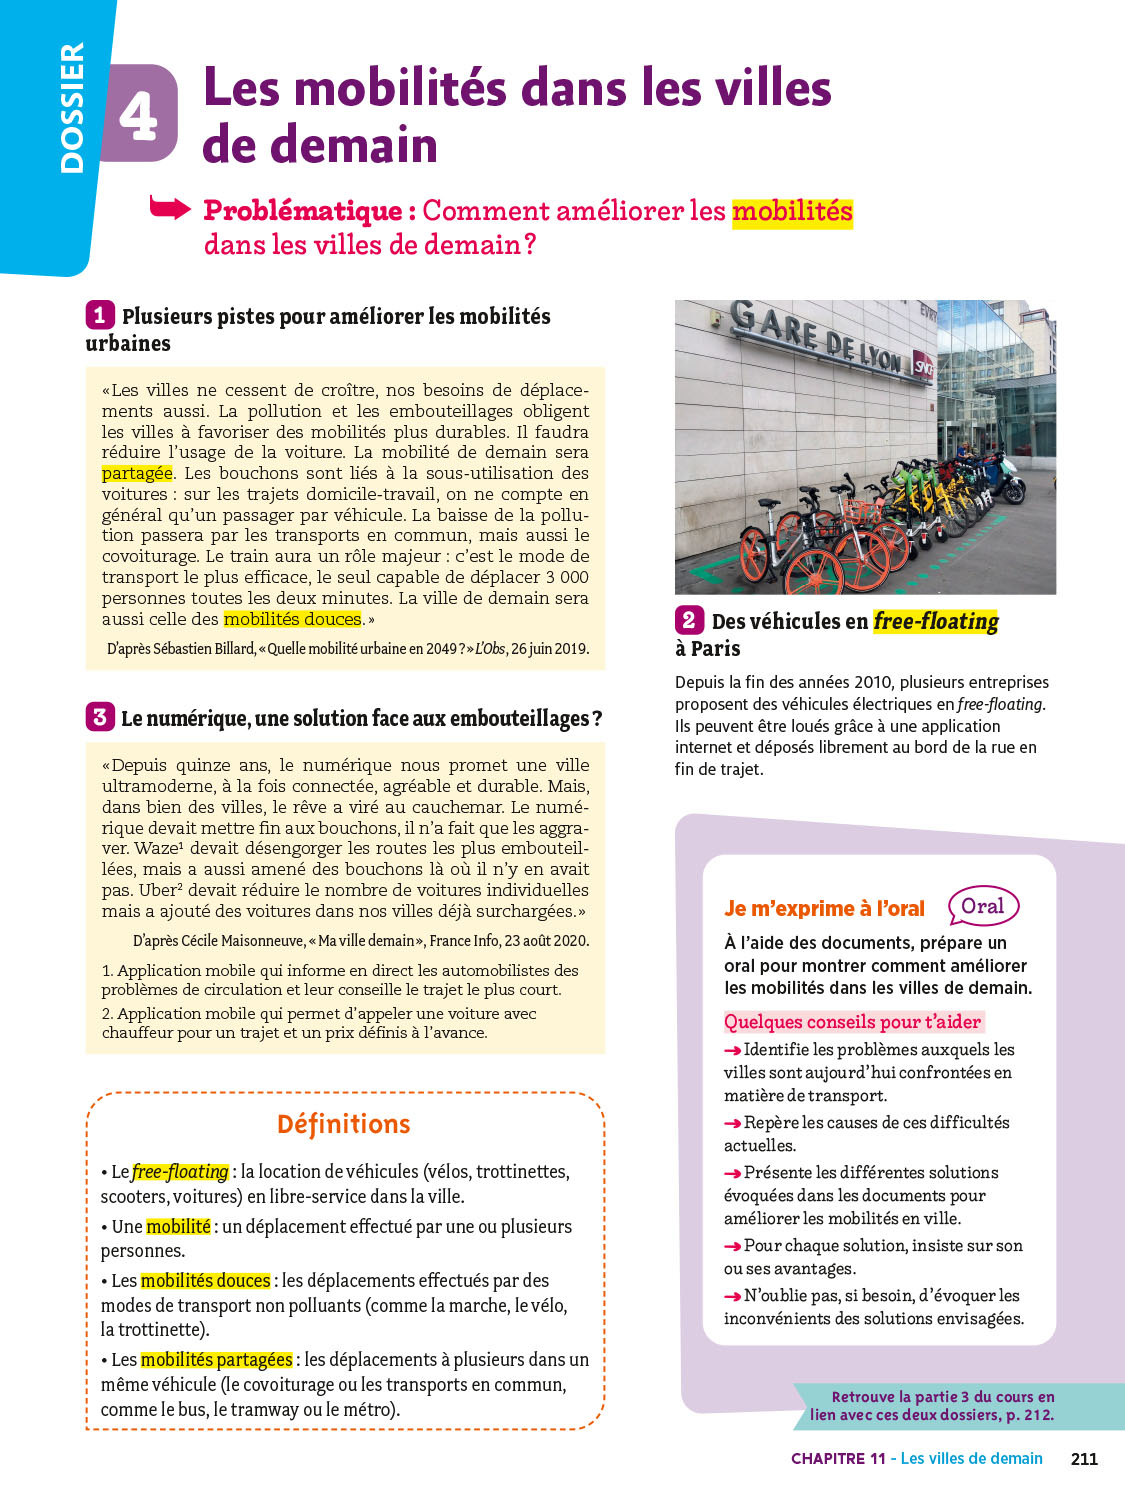 DOSSIER
4
Les mobilités dans les villes
de demain
Problématique : Comment améliorer les mobilités
dans les villes de demain ?
1 Plusieurs pistes pour améliorer les mobilités
urbaines
« Les villes ne cessent de croître, nos besoins de déplace-
ments aussi. La pollution et les embouteillages obligent
les villes à favoriser des mobilités plus durables. Il faudra
réduire l’usage de la voiture. La mobilité de demain sera
partagée. Les bouchons sont liés à la sous-utilisation des
voitures : sur les trajets domicile-travail, on ne compte en
général qu’un passager par véhicule. La baisse de la pollu-
tion passera par les transports en commun, mais aussi le
covoiturage. Le train aura un rôle majeur : c’est le mode de
transport le plus efficace, le seul capable de déplacer 3 000
personnes toutes les deux minutes. La ville de demain sera
aussi celle des mobilités douces. »
D’après Sébastien Billard, « Quelle mobilité urbaine en 2049 ? » L’Obs, 26 juin 2019.
3 Le numérique, une solution face aux embouteillages ?
« Depuis quinze ans, le numérique nous promet une ville
ultramoderne, à la fois connectée, agréable et durable. Mais,
dans bien des villes, le rêve a viré au cauchemar. Le numé-
rique devait mettre fin aux bouchons, il n’a fait que les aggra-
ver. Waze¹ devait désengorger les routes les plus embouteil-
lées, mais a aussi amené des bouchons là où il n’y en avait
pas. Uber² devait réduire le nombre de voitures individuelles
mais a ajouté des voitures dans nos villes déjà surchargées. »
D’après Cécile Maisonneuve, « Ma ville demain », France Info, 23 août 2020.
1. Application mobile qui informe en direct les automobilistes des
problèmes de circulation et leur conseille le trajet le plus court.
2. Application mobile qui permet d’appeler une voiture avec
chauffeur pour un trajet et un prix définis à l’avance.
Définitions
• Le free-floating : la location de véhicules (vélos, trottinettes,
scooters, voitures) en libre-service dans la ville.
• Une mobilité : un déplacement effectué par une ou plusieurs
personnes.
• Les mobilités douces : les déplacements effectués par des
modes de transport non polluants (comme la marche, le vélo,
la trottinette).
• Les mobilités partagées : les déplacements à plusieurs dans un
même véhicule (le covoiturage ou les transports en commun,
comme le bus, le tramway ou le métro).
EVRY
GARE DE LYON
SNCF
2 Des véhicules en free-floating
à Paris
Depuis la fin des années 2010, plusieurs entreprises
proposent des véhicules électriques en free-floating.
Ils peuvent être loués grâce à une application
internet et déposés librement au bord de la rue en
fin de trajet.
Je m’exprime à l’oral
Oral
À l’aide des documents, prépare un
oral pour montrer comment améliorer
les mobilités dans les villes de demain.
Quelques conseils pour t’aider
➞ Identifie les problèmes auxquels les
villes sont aujourd’hui confrontées en
matière de transport.
➞ Repère les causes de ces difficultés
actuelles.
➞ Présente les différentes solutions
évoquées dans les documents pour
améliorer les mobilités en ville.
➞ Pour chaque solution, insiste sur son
ou ses avantages.
➞ N’oublie pas, si besoin, d’évoquer les
inconvénients des solutions envisagées.
Retrouve la partie 3 du cours en
lien avec ces deux dossiers, p. 212.
CHAPITRE 11 - Les villes de demain 211